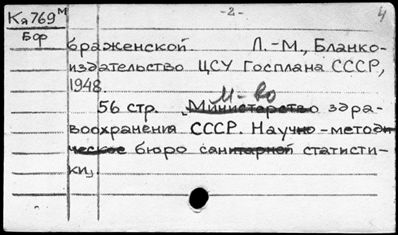 Ка769м -2- 4
Бфр
браженской. Л.-М., Бланко-
издательство ЦСУ Госплана СССР,
1948.
М-во
56 стр. Министерство здра-
воохранения СССР. Научно-методи
ческое бюро санитарной статисти-
ки,